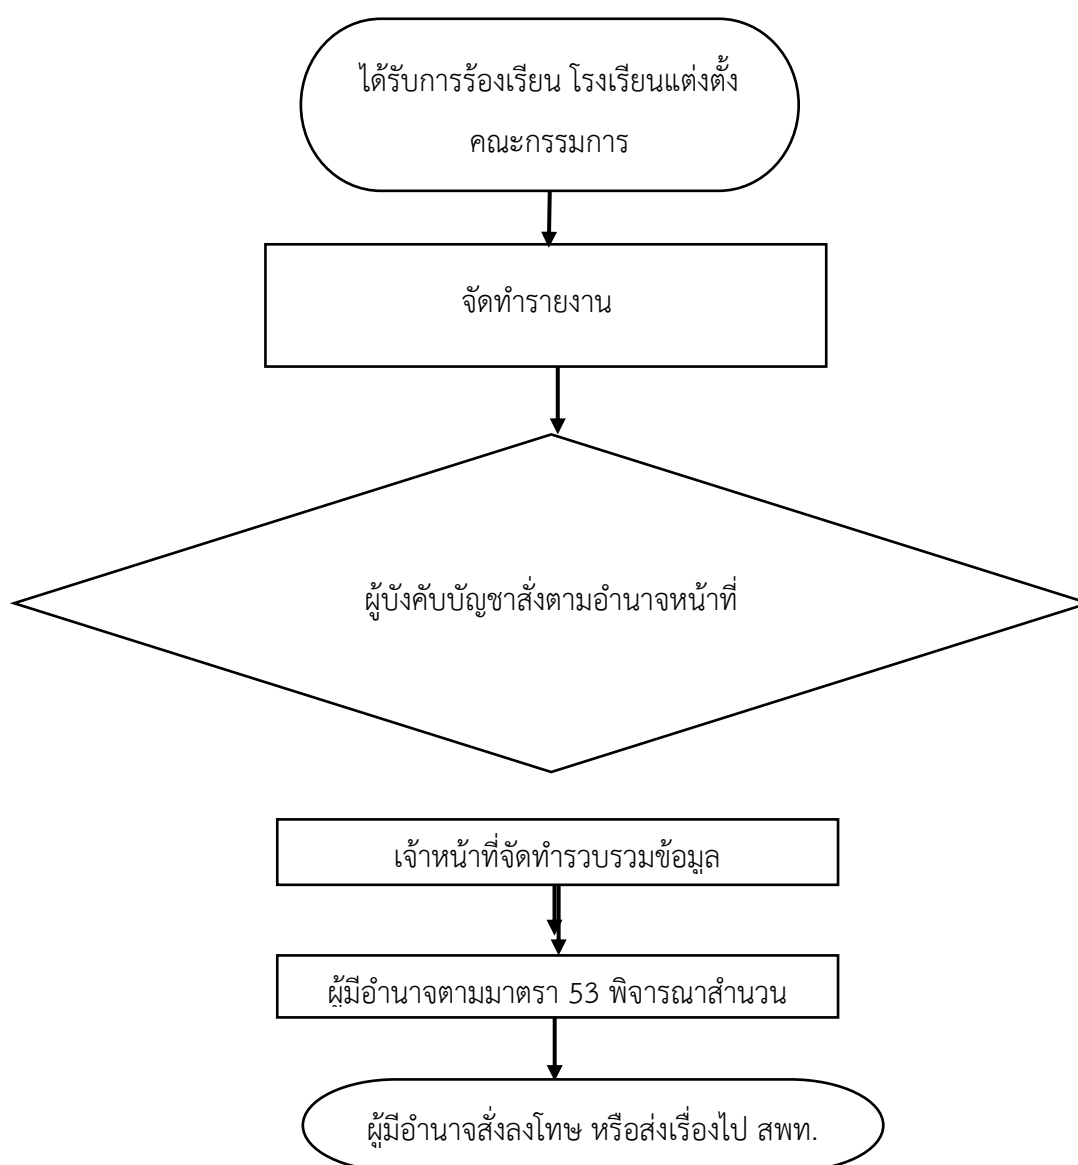 ได้รับการร้องเรียน โรงเรียนแต่งตั้ง
คณะกรรมการ
จัดทำรายงาน
ผู้บังคับบัญชาสั่งตามอำนาจหน้าที่
เจ้าหน้าที่จัดทำรวบรวมข้อมูล
ผู้มีอำนาจตามมาตรา 53 พิจารณาสำนวน
ผู้มีอำนาจสั่งลงโทษ หรือส่งเรื่องไป สพท.